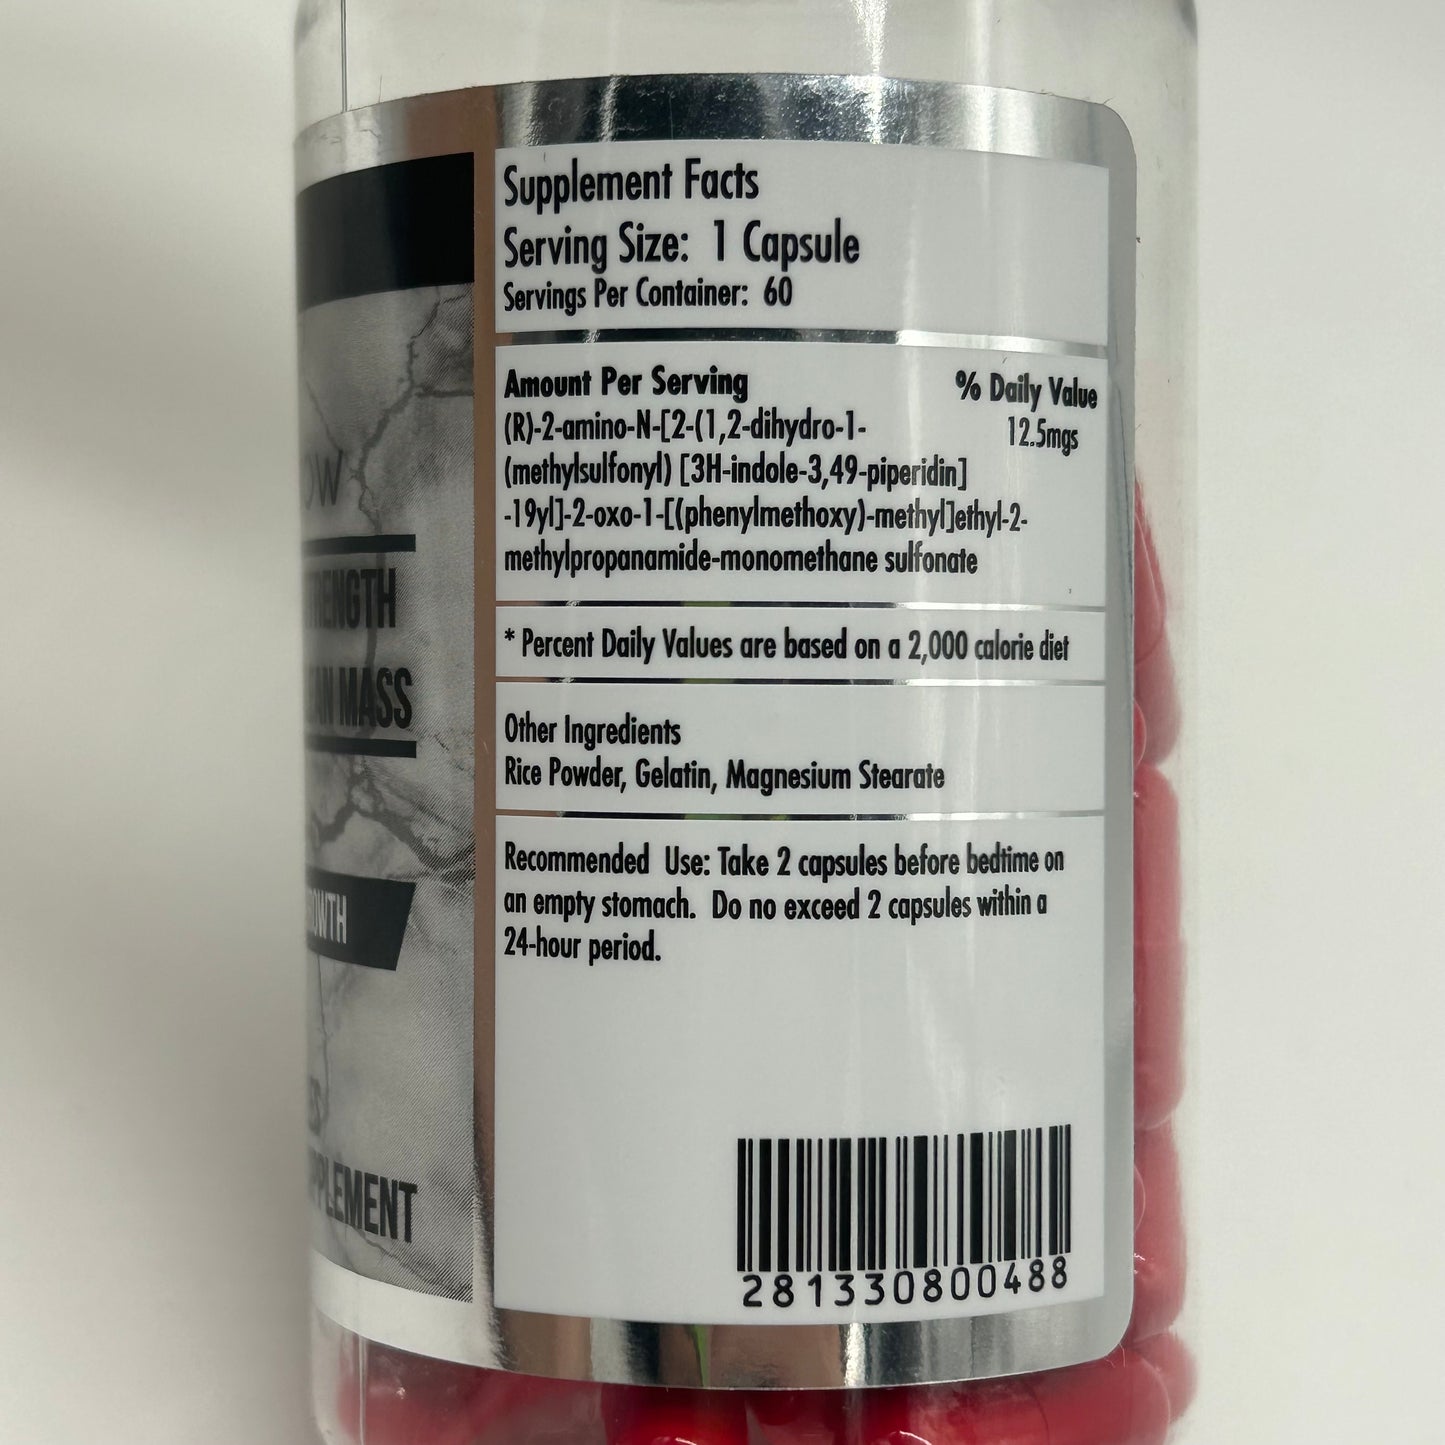 STRENGTH
MASS
SUPPLEMENT
Supplement Facts
Serving Size: 1 Capsule
Servings Per Container: 60
Amount Per Serving % Daily Value
(R)-2-amino-N-[2-(1,2-dihydro-1- 12.5mgs
(methylsulfonyl) [3H-indole-3,49-piperidin]
-19yl]-2-oxo-1-[(phenylmethoxy)-methyl]ethyl-2-
methylpropanamide-monomethane sulfonate
* Percent Daily Values are based on a 2,000 calorie diet
Other Ingredients
Rice Powder, Gelatin, Magnesium Stearate
Recommended Use: Take 2 capsules before bedtime on
an empty stomach. Do no exceed 2 capsules within a
24-hour period.
281330800488